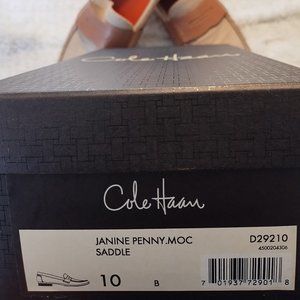 Cole Haan
Cole Haan
JANINE PENNY.MOC D29210
SADDLE 4500204306
10 B 7 01937 72901 8